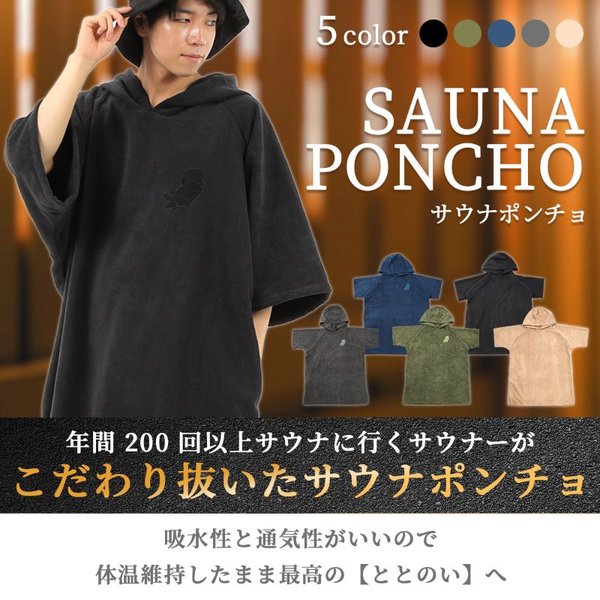 5 color
SAUNA
PONCHO
サウナポンチョ
年間 200 回以上サウナに行くサウナーが
こだわり抜いたサウナポンチョ
吸水性と通気性がいいので
体温維持したまま最高の【ととのい】へ